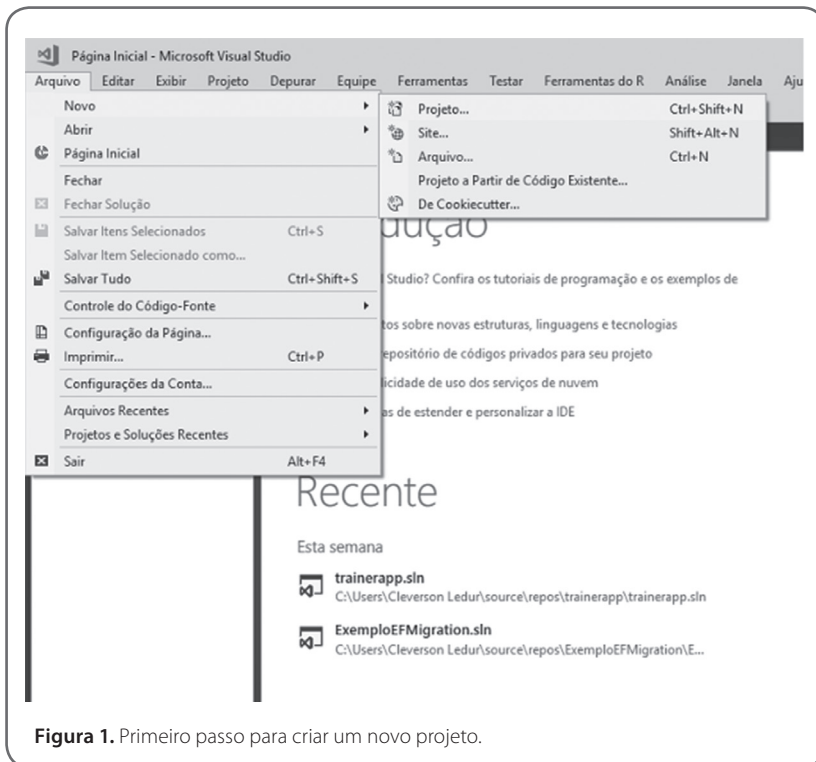 Página Inicial - Microsoft Visual Studio
Arquivo Editar Exibir Projeto Depurar Equipe Ferramentas Testar Ferramentas do R Análise Janela Aju
Novo
Abrir
Página Inicial
Fechar
Fechar Solução
Salvar Itens Selecionados Ctrl+S
Salvar Item Selecionado como...
Salvar Tudo Ctrl+Shift+S
Controle do Código-Fonte
Configuração da Página...
Imprimir... Ctrl+P
Configurações da Conta...
Arquivos Recentes
Projetos e Soluções Recentes
Sair Alt+F4
Projeto... Ctrl+Shift+N
Site... Shift+Alt+N
Arquivo... Ctrl+N
Projeto a Partir de Código Existente...
De Cookiecutter...
dução
l Studio? Confira os tutoriais de programação e os exemplos de
tos sobre novas estruturas, linguagens e tecnologias
epositório de códigos privados para seu projeto
licidade de uso dos serviços de nuvem
as de estender e personalizar a IDE
Recente
Esta semana
trainerapp.sln
C:\Users\Cleverson Ledur\source\repos\trainerapp\trainerapp.sln
ExemploEFMigration.sln
C:\Users\Cleverson Ledur\source\repos\ExemploEFMigration\E...
Figura 1. Primeiro passo para criar um novo projeto.